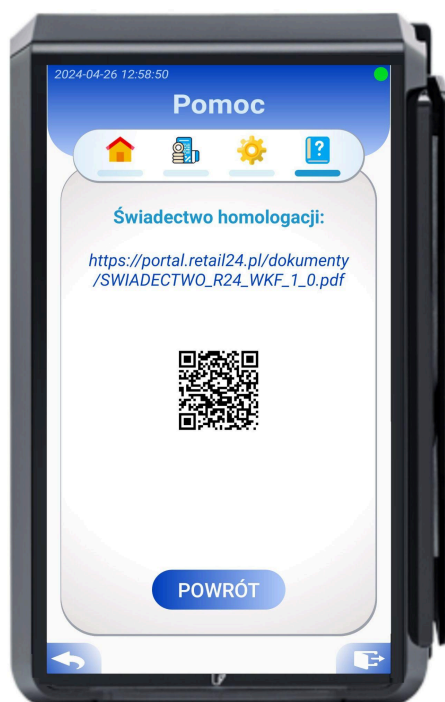 2024-04-26 12:58:50
Pomoc
?
Świadectwo homologacji:
https://portal.retail24.pl/dokumenty
/SWIADECTWO_R24_WKF_1_0.pdf
POWRÓT